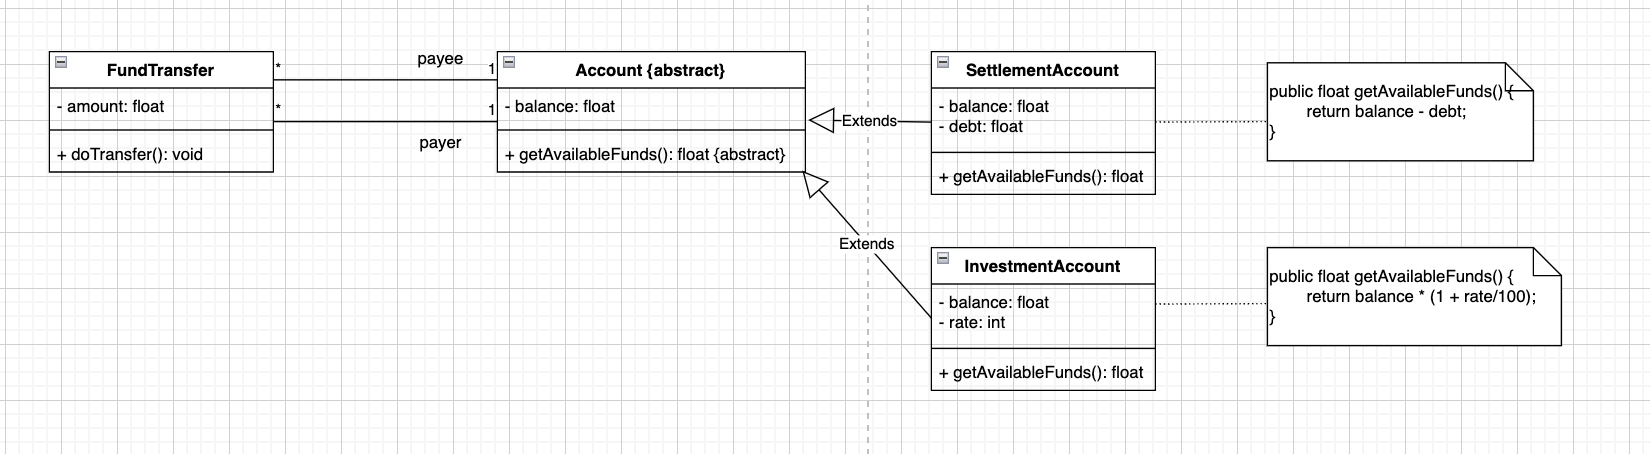 FundTransfer
- amount: float
+ doTransfer(): void
*
payee
1
*
1
payer
Account {abstract}
- balance: float
+ getAvailableFunds(): float {abstract}
Extends
Extends
SettlementAccount
- balance: float
- debt: float
+ getAvailableFunds(): float
public float getAvailableFunds() {
return balance - debt;
}
InvestmentAccount
- balance: float
- rate: int
+ getAvailableFunds(): float
public float getAvailableFunds() {
return balance * (1 + rate/100);
}